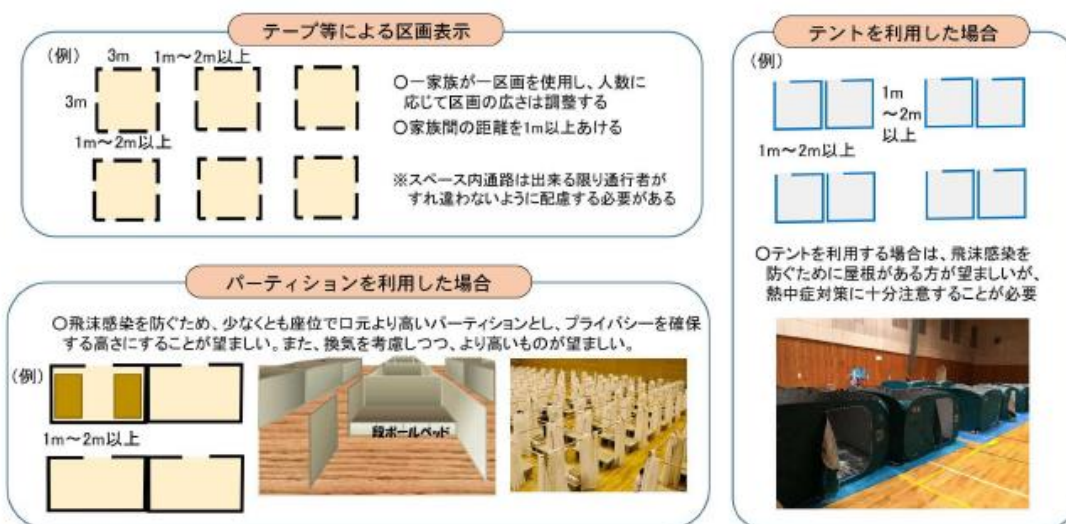 テープ等による区画表示
(例)
3m
1m~2m以上
3m
1m~2m以上
○一家族が一区画を使用し、人数に
応じて区画の広さは調整する
○家族間の距離を1m以上あける
※スペース内通路は出来る限り通行者が
すれ違わないように配慮する必要がある
パーティションを利用した場合
○飛沫感染を防ぐため、少なくとも座位で口元より高いパーティションとし、プライバシーを確保
する高さにすることが望ましい。また、換気を考慮しつつ、より高いものが望ましい。
(例)
1m~2m以上
段ボールベッド
テントを利用した場合
(例)
1m
~2m
以上
1m~2m以上
○テントを利用する場合は、飛沫感染を
防ぐために屋根がある方が望ましいが、
熱中症対策に十分注意することが必要